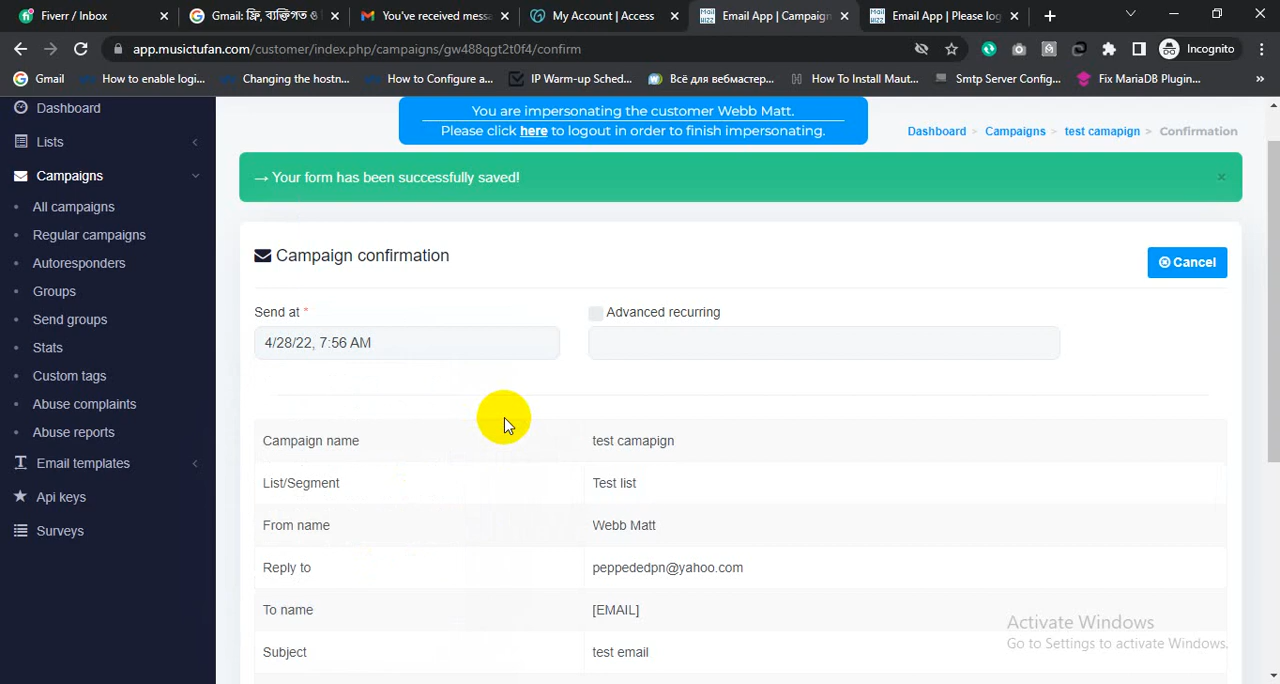 Fiverr / Inbox
Gmail: ফ্রি, ব্যক্তিগত ও
You've received messa
My Account | Access
Email App | Campaign
Email App | Please log
app.musictufan.com/customer/index.php/campaigns/gw488qgt2t0f4/confirm
Incognito
Gmail
How to enable logi...
Changing the hostn...
How to Configure a...
IP Warm-up Sched...
Всё для вебмастер...
How To Install Maut...
Smtp Server Config...
Fix MariaDB Plugin...
»
Dashboard
Lists
Campaigns
All campaigns
Regular campaigns
Autoresponders
Groups
Send groups
Stats
Custom tags
Abuse complaints
Abuse reports
Email templates
Api keys
Surveys
You are impersonating the customer Webb Matt.
Please click here to logout in order to finish impersonating.
Dashboard > Campaigns > test camapign > Confirmation
→ Your form has been successfully saved!
×
Campaign confirmation
Cancel
Send at *
Advanced recurring
4/28/22, 7:56 AM
Campaign name test camapign
List/Segment Test list
From name Webb Matt
Reply to peppededpn@yahoo.com
To name [EMAIL]
Subject test email
Activate Windows
Go to Settings to activate Windows.